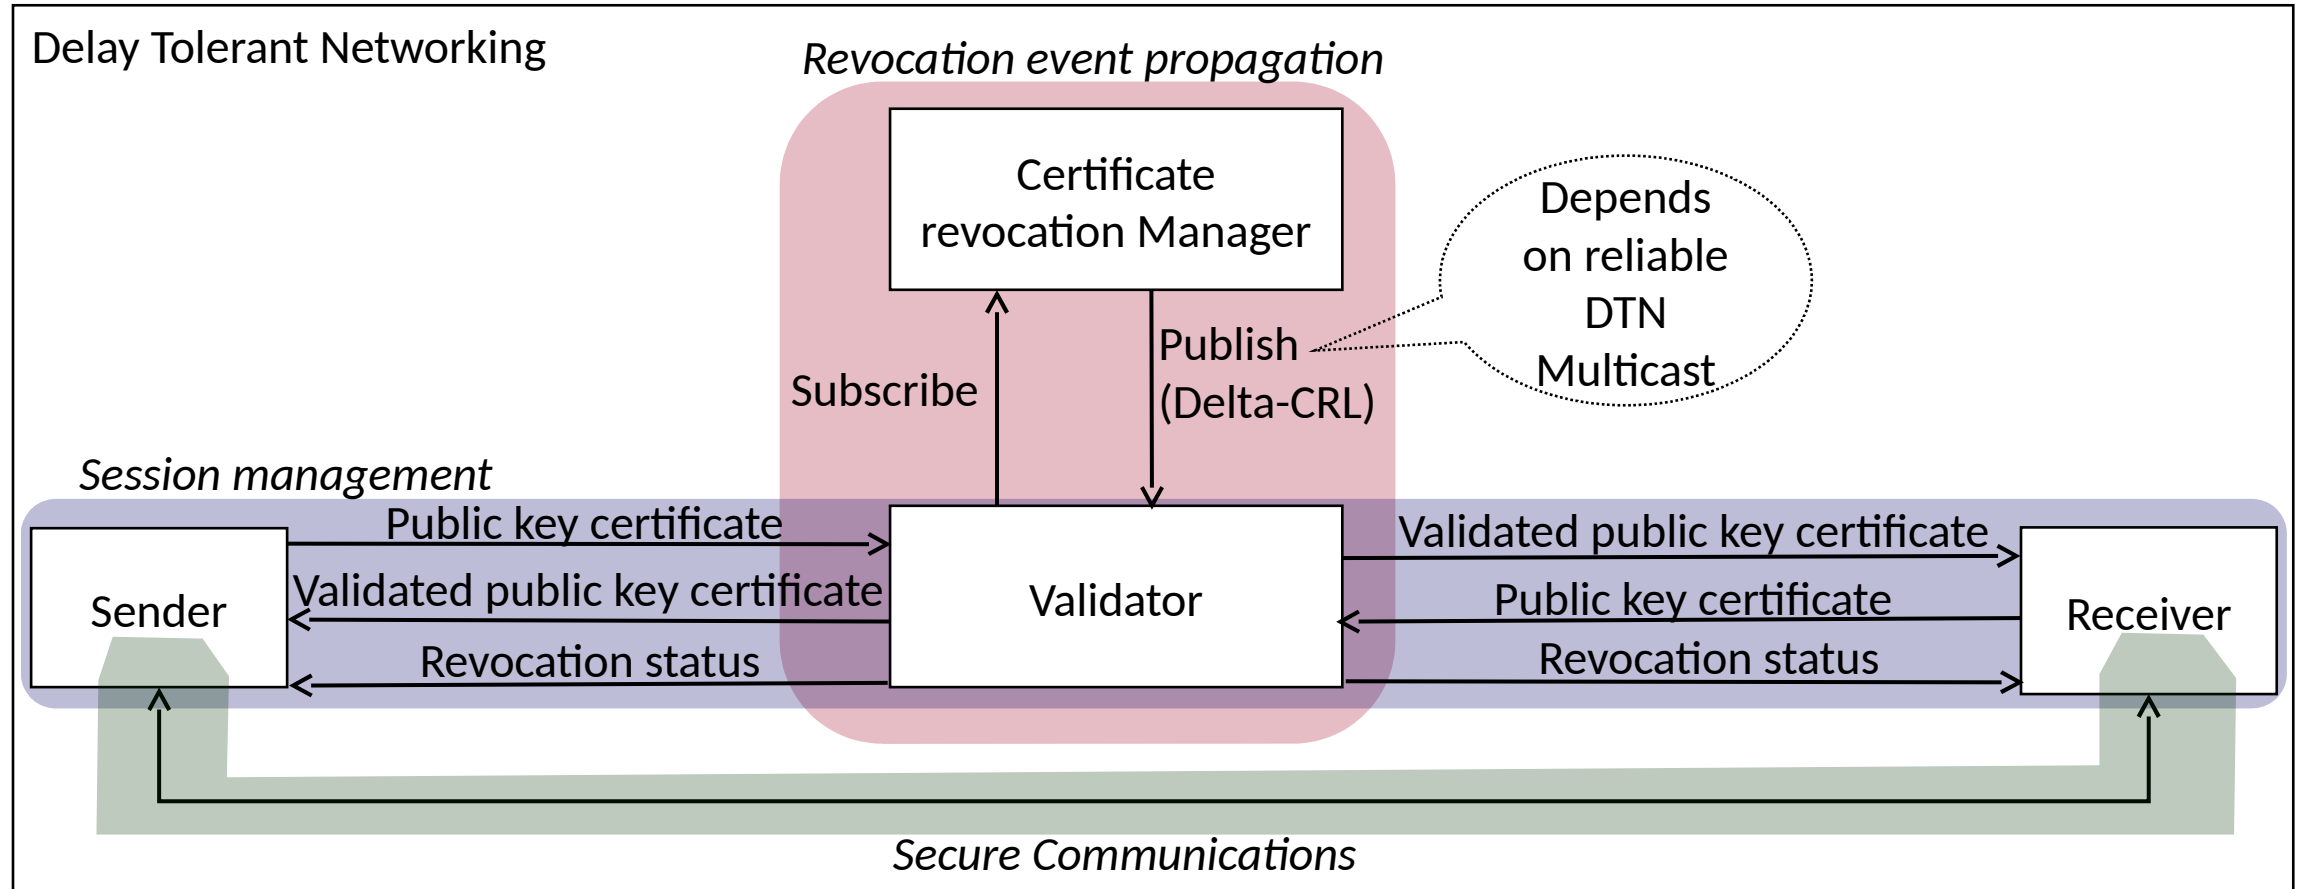 Delay Tolerant Networking
Revocation event propagation
Certificate
revocation Manager
Depends
on reliable
DTN
Multicast
Publish
(Delta-CRL)
Subscribe
Session management
Public key certificate
Validated public key certificate
Validated public key certificate
Public key certificate
Sender
Validator
Receiver
Revocation status
Revocation status
Secure Communications